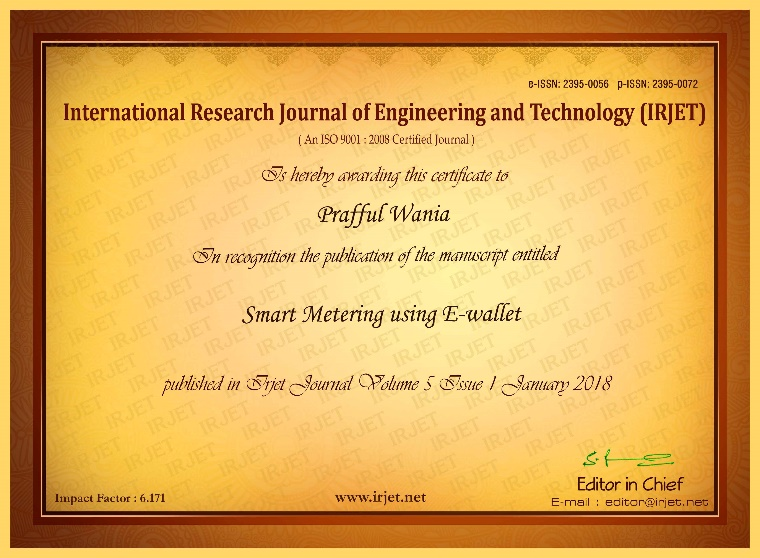 e-ISSN: 2395-0056 p-ISSN: 2395-0072
International Research Journal of Engineering and Technology (IRJET)
( An ISO 9001 : 2008 Certified Journal )
Is hereby awarding this certificate to
Prafful Wania
In recognition the publication of the manuscript entitled
Smart Metering using E-wallet
published in Irjet Journal Volume 5 Issue 1 January 2018
Editor in Chief
Impact Factor : 6.171 www.irjet.net E-mail : editor@irjet.net